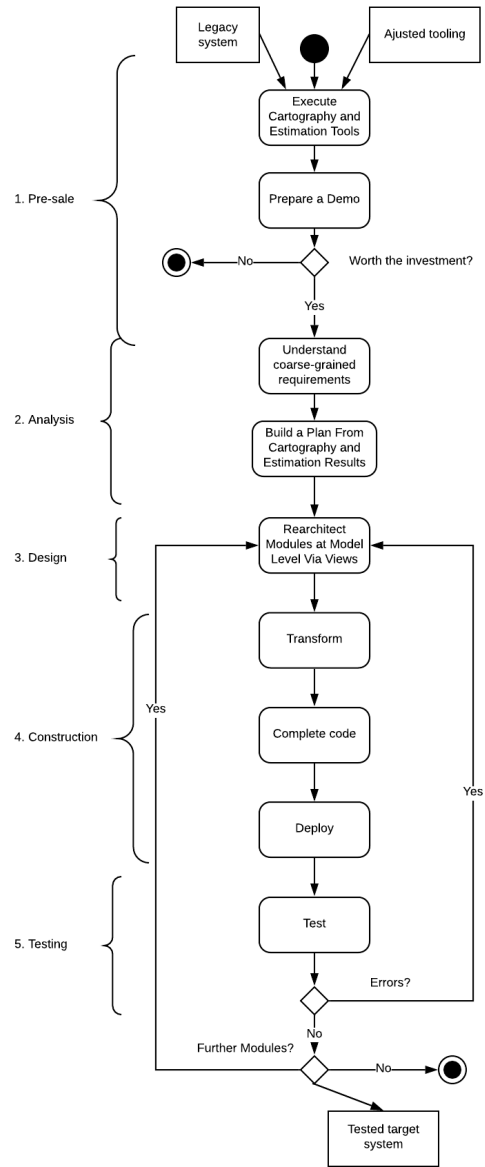 Legacy
system
Ajusted tooling
Execute
Cartography and
Estimation Tools
1. Pre-sale
Prepare a Demo
No
Worth the investment?
Yes
Understand
coarse-grained
requirements
2. Analysis
Build a Plan From
Cartography and
Estimation Results
3. Design
Rearchitect
Modules at Model
Level Via Views
Transform
Yes
4. Construction
Complete code
Yes
Deploy
5. Testing
Test
Errors?
No
Further Modules?
No
Tested target
system